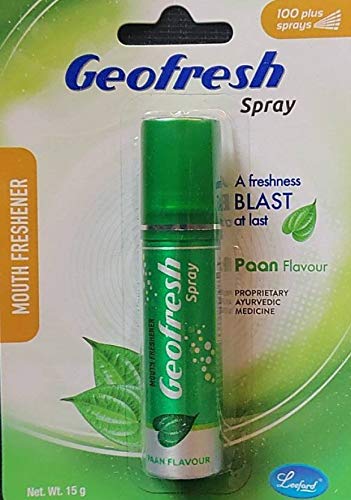 100 plus
sprays
Geofresh
Spray
MOUTH FRESHENER
A freshness
BLAST
at last
Paan Flavour
PROPRIETARY
AYURVEDIC
MEDICINE
MOUTH FRESHENER
Geofresh
Spray
PAAN FLAVOUR
Net. Wt. 15 g
Leeford